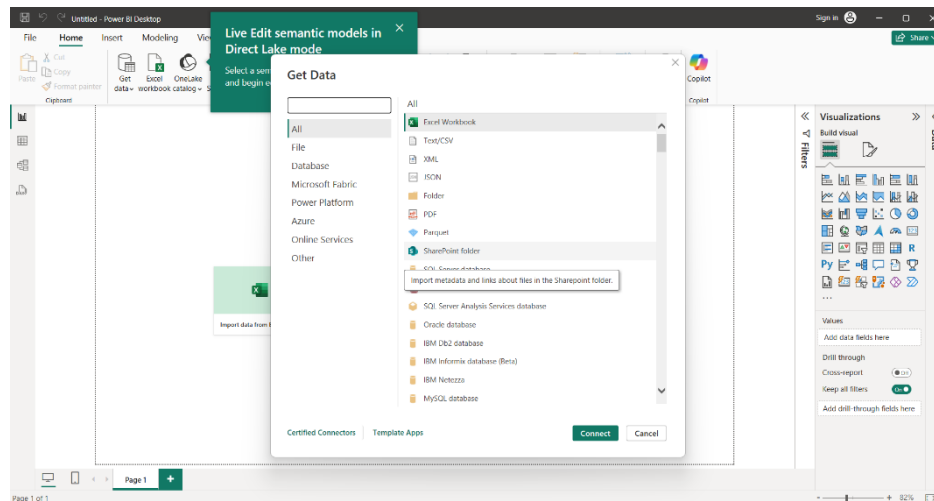 Untitled - Power BI Desktop
Sign in
File
Home
Insert
Modeling
Share
Live Edit semantic models in
Direct Lake mode
Select a sem
and begin e
Paste
Cut
Copy
Format painter
Clipboard
Get
data
Excel
workbook
OneLake
catalog
Copilot
Copilot
Get Data
All
File
Database
Microsoft Fabric
Power Platform
Azure
Online Services
Other
All
Excel Workbook
Text/CSV
XML
JSON
Folder
PDF
Parquet
SharePoint folder
SQL Server database
Import metadata and links about files in the Sharepoint folder.
SQL Server Analysis Services database
Oracle database
IBM Db2 database
IBM Informix database (Beta)
IBM Netezza
MySQL database
Certified Connectors
Template Apps
Connect
Cancel
Import data from
Filters
Visualizations
Build visual
Py
R
Values
Add data fields here
Drill through
Cross-report
Off
Keep all filters
On
Add drill-through fields here
Page 1
Page 1 of 1
82%